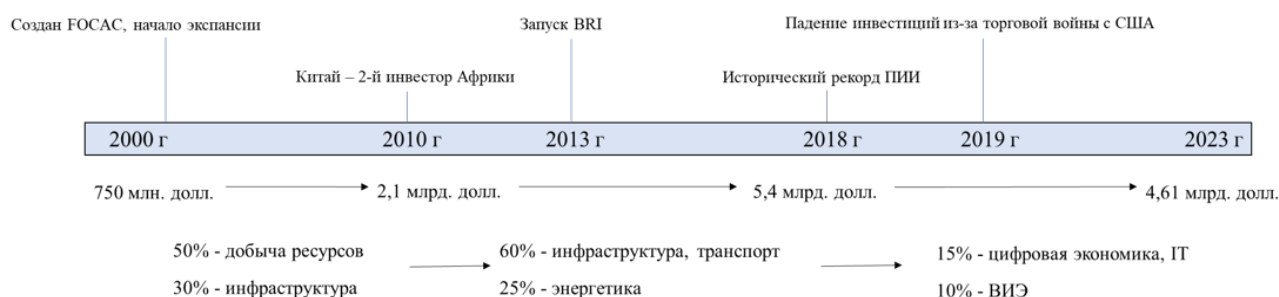 Создан FOCAC, начало экспансии
Запуск BRI
Падение инвестиций из-за торговой войны с США
Китай – 2-й инвестор Африки
Исторический рекорд ПИИ
2000 г
2010 г
2013 г
2018 г
2019 г
2023 г
750 млн. долл.
2,1 млрд. долл.
5,4 млрд. долл.
4,61 млрд. долл.
50% - добыча ресурсов
60% - инфраструктура, транспорт
15% - цифровая экономика, IT
30% - инфраструктура
25% - энергетика
10% - ВИЭ